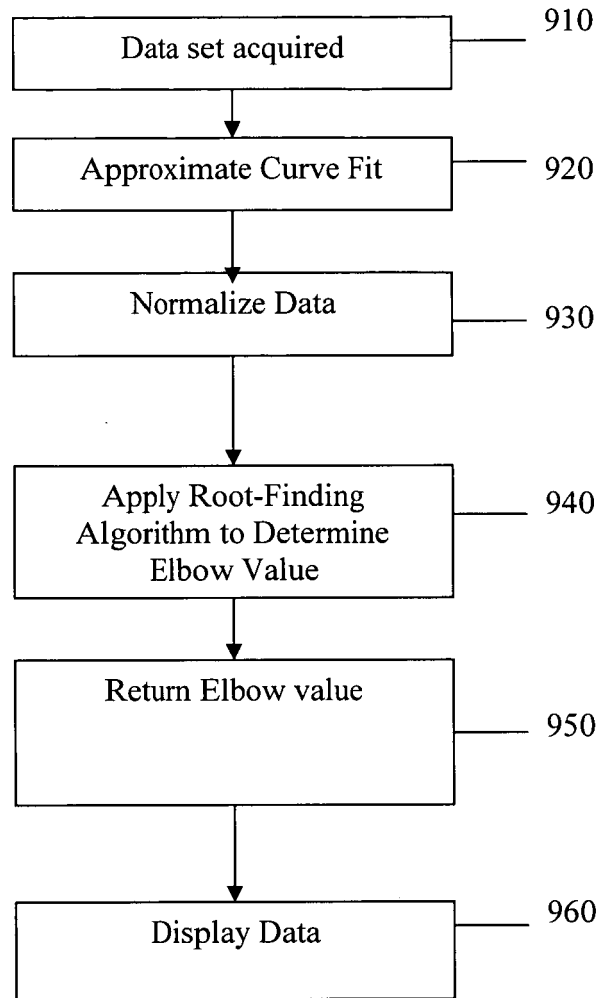 910
Data set acquired
Approximate Curve Fit
920
Normalize Data
930
Apply Root-Finding
Algorithm to Determine
Elbow Value
940
Return Elbow value
950
960
Display Data